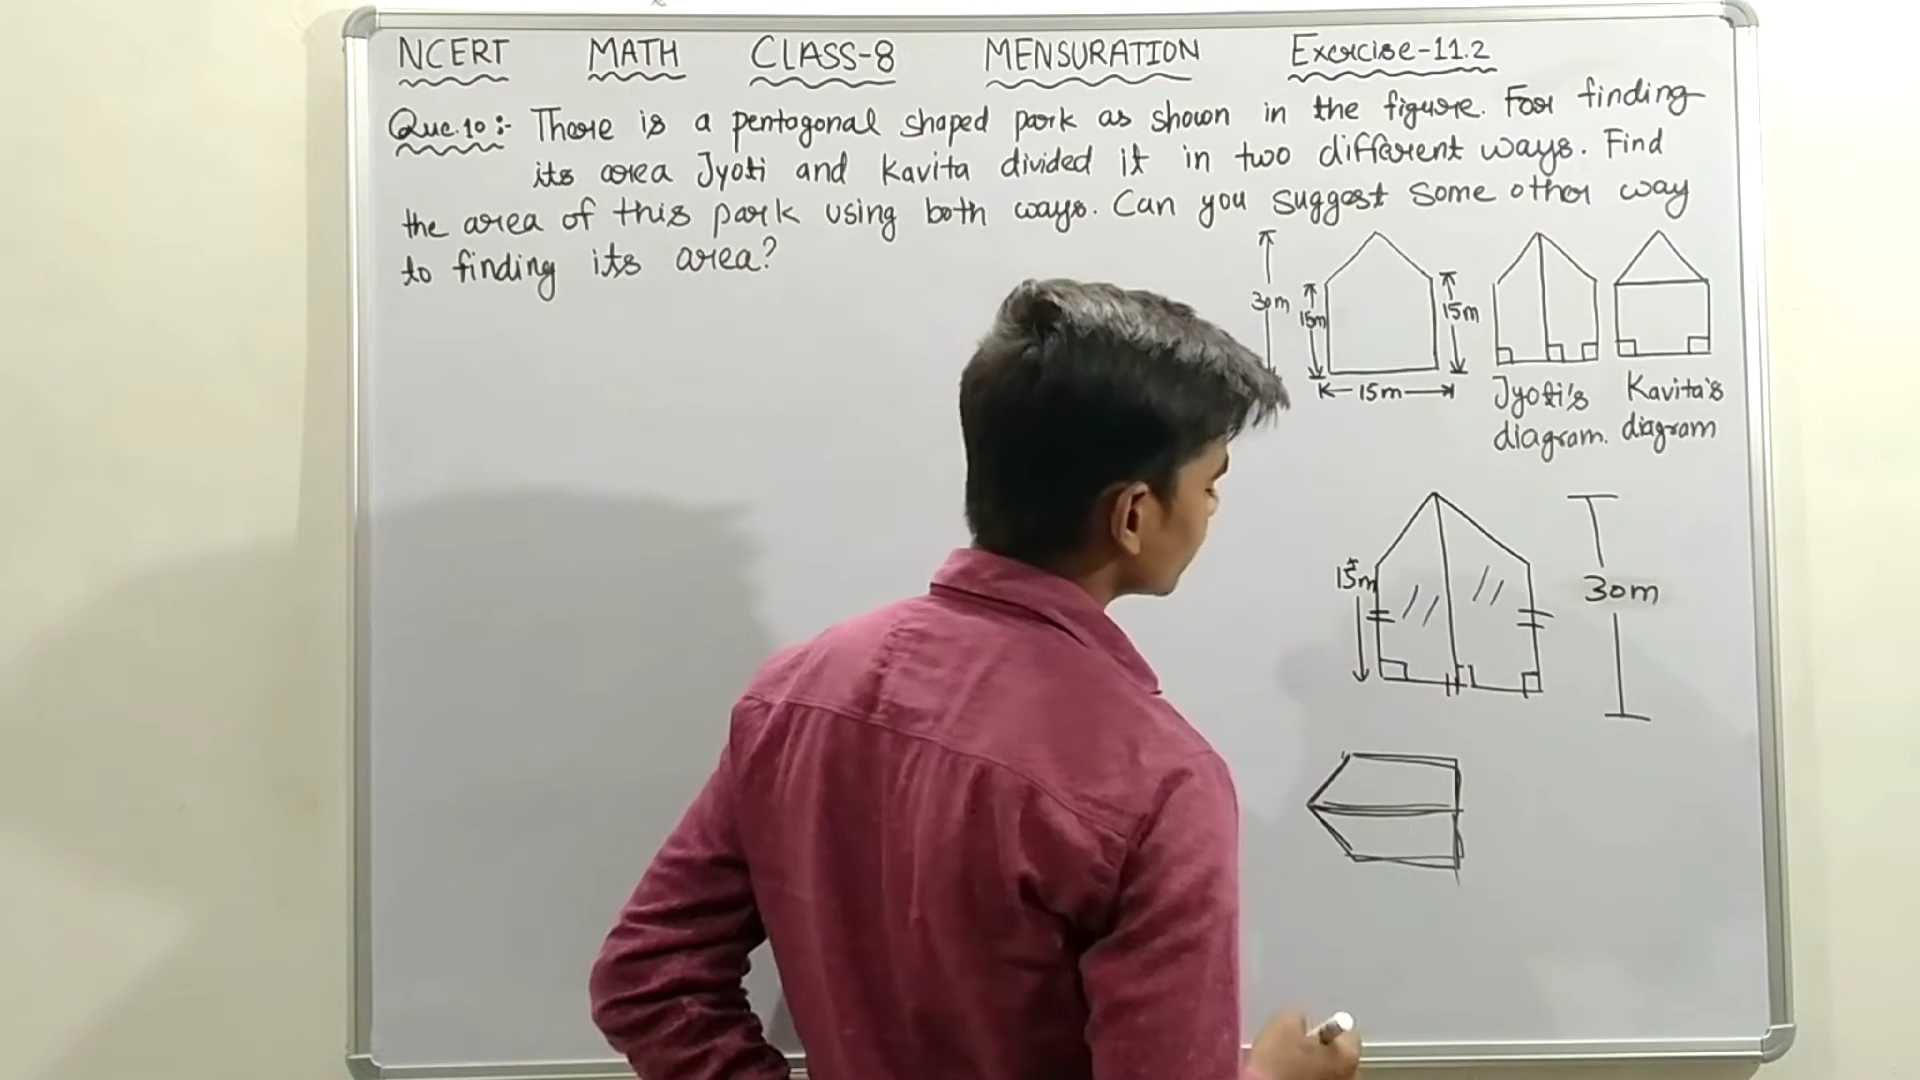 NCERT MATH CLASS-8 MENSURATION Exercise-11.2
Que.10:- There is a pentagonal shaped park as shown in the figure. For finding
its area Jyoti and Kavita divided it in two different ways. Find
the area of this park using both ways. Can you suggest some other way
to finding its area?
30m 15m 15m
15m
Jyoti's diagram.
Kavita's diagram
15m 30m